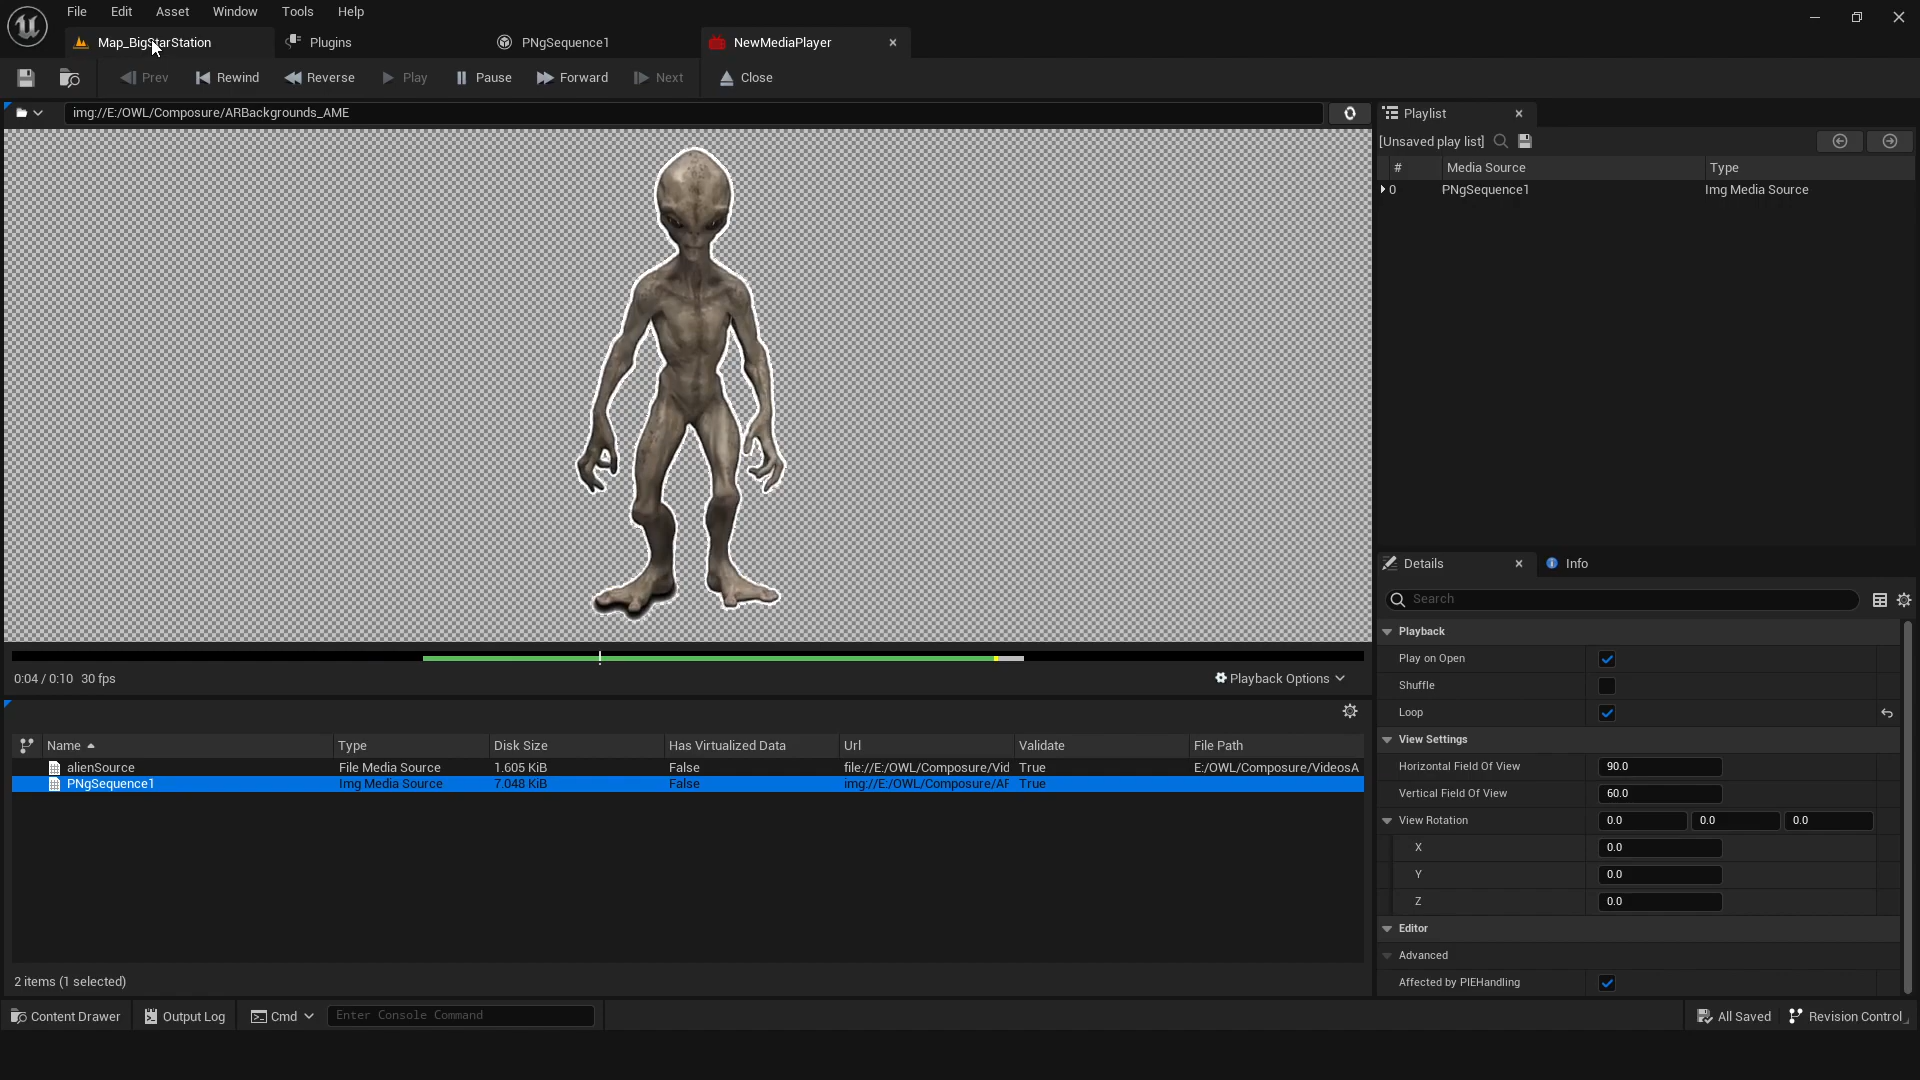 File Edit Asset Window Tools Help
Map_BigStarStation Plugins PNgSequence1 NewMediaPlayer
Prev Rewind Reverse Play Pause Forward Next Close
img://E:/OWL/Composure/ARBackgrounds_AME
Playlist
[Unsaved play list]
# Media Source Type
0 PNgSequence1 Img Media Source
0:04 / 0:10 30 fps Playback Options
Name Type Disk Size Has Virtualized Data Url Validate File Path
alienSource File Media Source 1.605 KiB False file://E:/OWL/Composure/Vid True E:/OWL/Composure/VideosA
PNgSequence1 Img Media Source 7.048 KiB False img://E:/OWL/Composure/AF True
2 items (1 selected)
Details Info
Search
Playback
Play on Open
Shuffle
Loop
View Settings
Horizontal Field Of View 90.0
Vertical Field Of View 60.0
View Rotation 0.0 0.0 0.0
X 0.0
Y 0.0
Z 0.0
Editor
Advanced
Affected by PIEHandling
Content Drawer Output Log Cmd Enter Console Command All Saved Revision Control